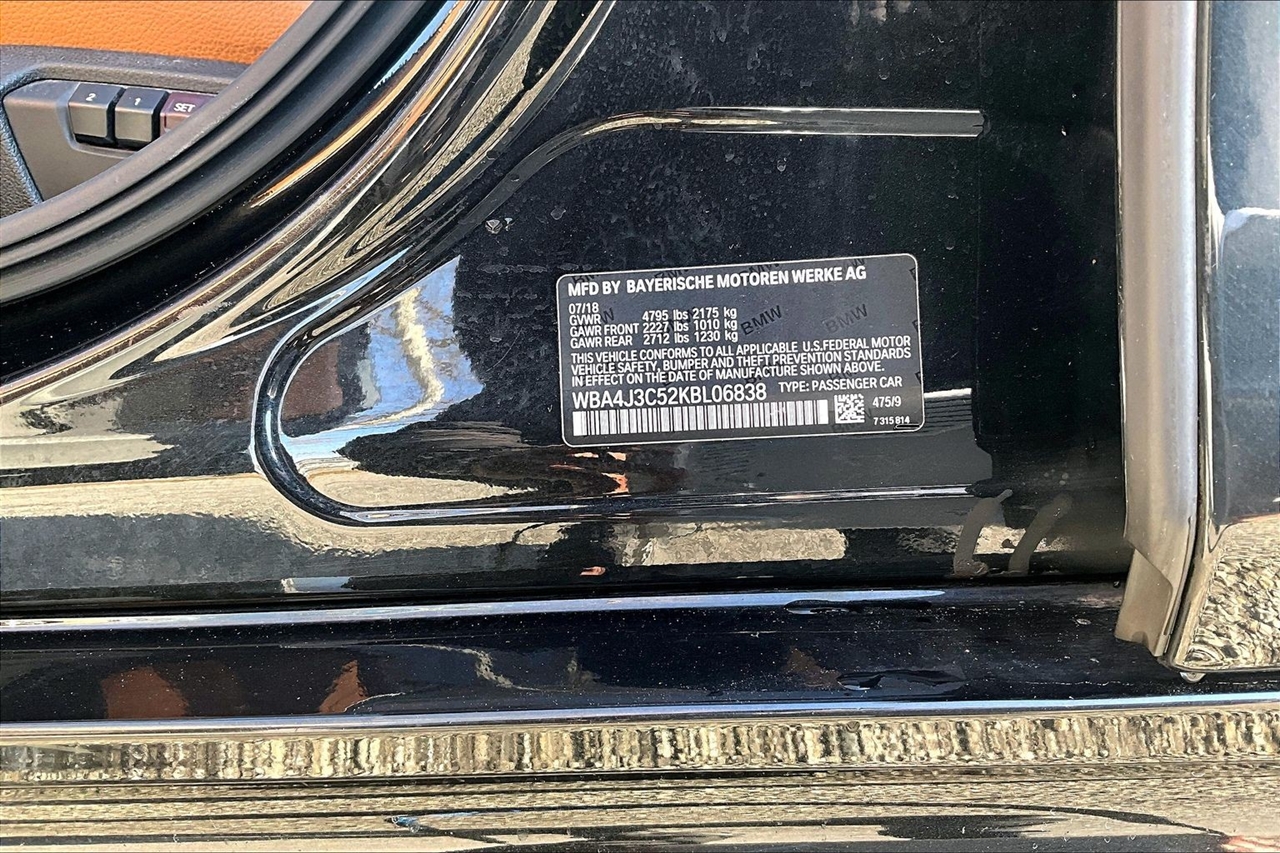 2 1 SET
MFD BY BAYERISCHE MOTOREN WERKE AG
07/18
GVWR 4795 lbs 2175 kg
GAWR FRONT 2227 lbs 1010 kg
GAWR REAR 2712 lbs 1230 kg
BMW BMW
THIS VEHICLE CONFORMS TO ALL APPLICABLE U.S.FEDERAL MOTOR
VEHICLE SAFETY, BUMPER AND THEFT PREVENTION STANDARDS
IN EFFECT ON THE DATE OF MANUFACTURE SHOWN ABOVE.
WBA4J3C52KBL06838 TYPE: PASSENGER CAR
475/9
7 315 814